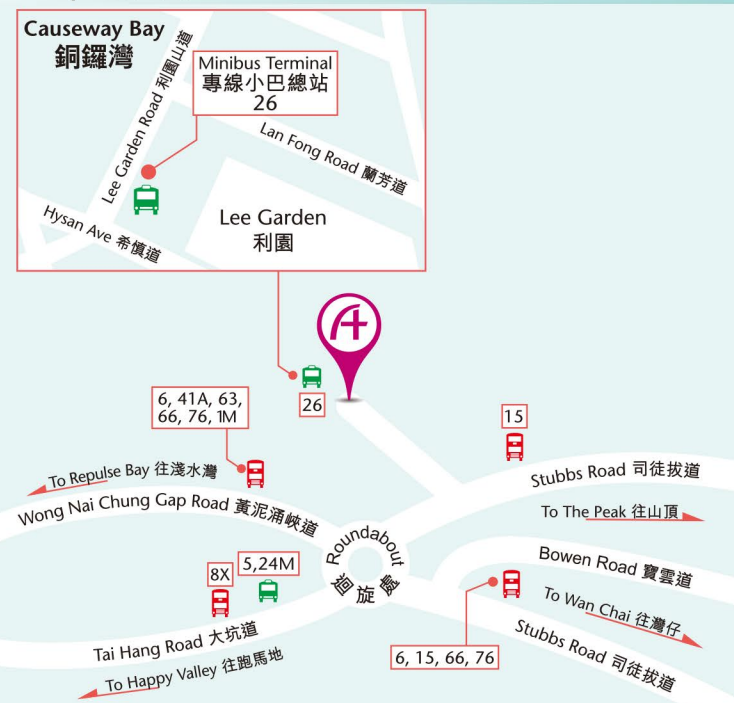 Causeway Bay
銅鑼灣
Minibus Terminal
專線小巴總站
26
Lee Garden Road 利園山道
Lan Fong Road 蘭芳道
Hysan Ave 希慎道
Lee Garden
利園
26
6, 41A, 63,
66, 76, 1M
15
To Repulse Bay 往淺水灣
Wong Nai Chung Gap Road 黃泥涌峽道
Stubbs Road 司徒拔道
To The Peak 往山頂
Roundabout
迴旋處
Bowen Road 寶雲道
8X
5,24M
To Wan Chai 往灣仔
Tai Hang Road 大坑道
Stubbs Road 司徒拔道
6, 15, 66, 76
To Happy Valley 往跑馬地